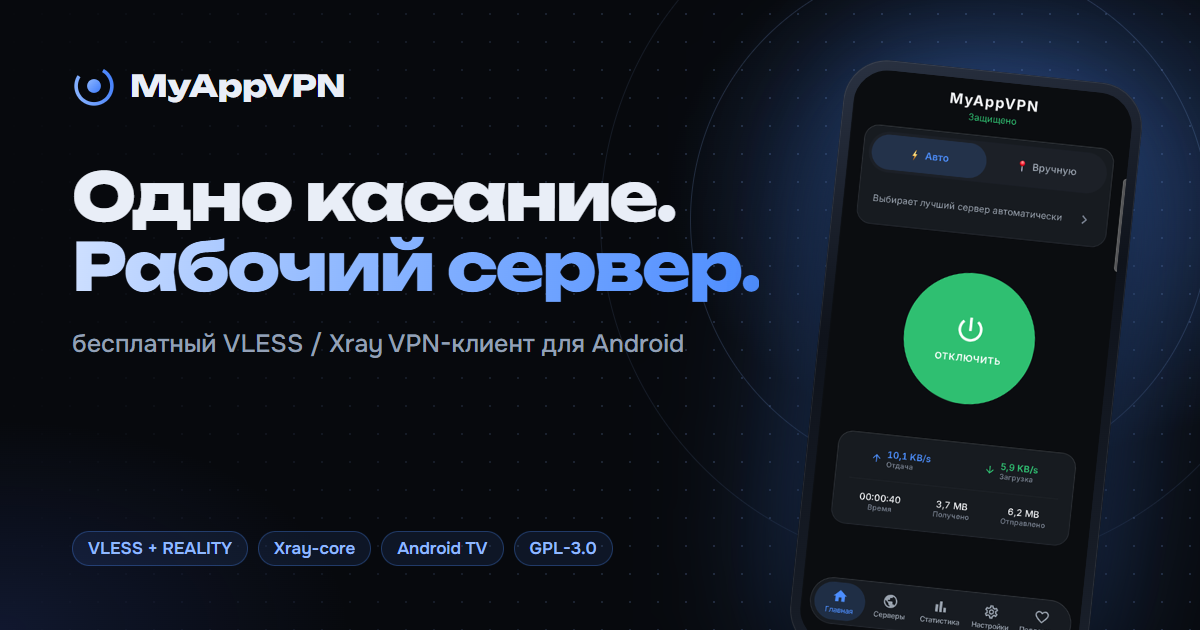 MyAppVPN
Одно касание.
Рабочий сервер.
бесплатный VLESS / Xray VPN-клиент для Android
VLESS + REALITY
Xray-core
Android TV
GPL-3.0
MyAppVPN
Защищено
Авто
Вручную
Выбирает лучший сервер автоматически
ОТКЛЮЧИТЬ
10,1 KB/s
Отдача
5,9 KB/s
Загрузка
00:00:40
Время
3,7 MB
Получено
6,2 MB
Отправлено
Главная
Серверы
Статистика
Настройки